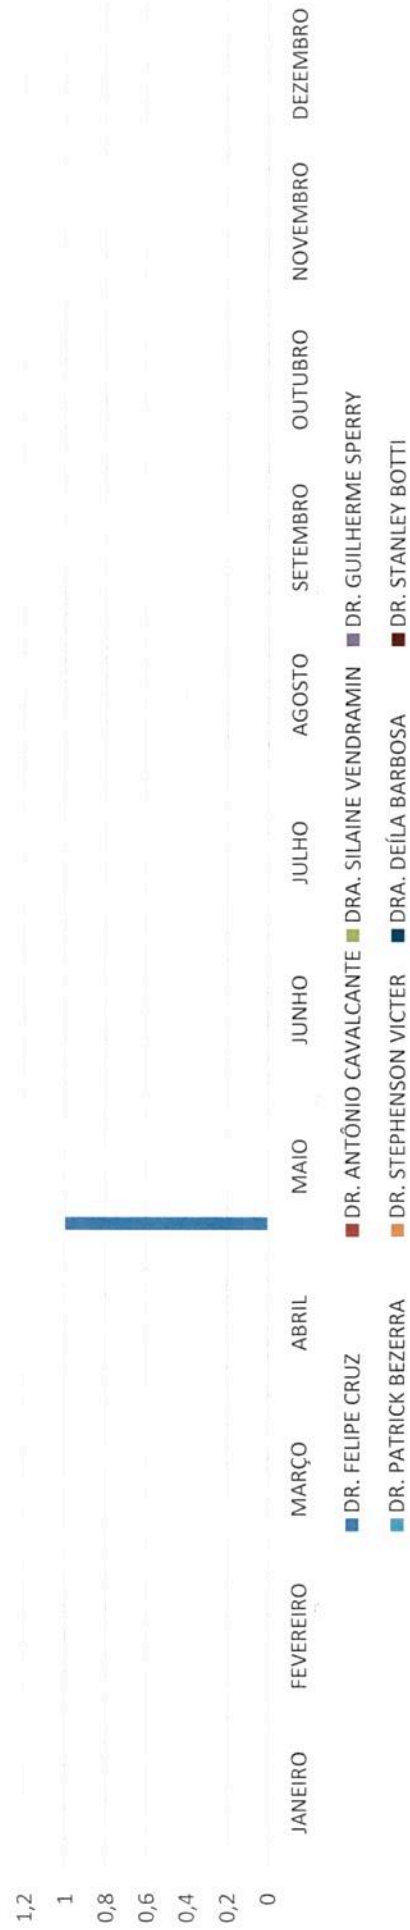 1,2
1
0,8
0,6
0,4
0,2
0
JANEIRO FEVEREIRO MARÇO ABRIL MAIO JUNHO JULHO AGOSTO SETEMBRO OUTUBRO NOVEMBRO DEZEMBRO
DR. FELIPE CRUZ DR. ANTÔNIO CAVALCANTE DRA. SILAINE VENDRAMIN DR. GUILHERME SPERRY
DR. PATRICK BEZERRA DR. STEPHENSON VICTER DRA. DEÍLA BARBOSA DR. STANLEY BOTTI